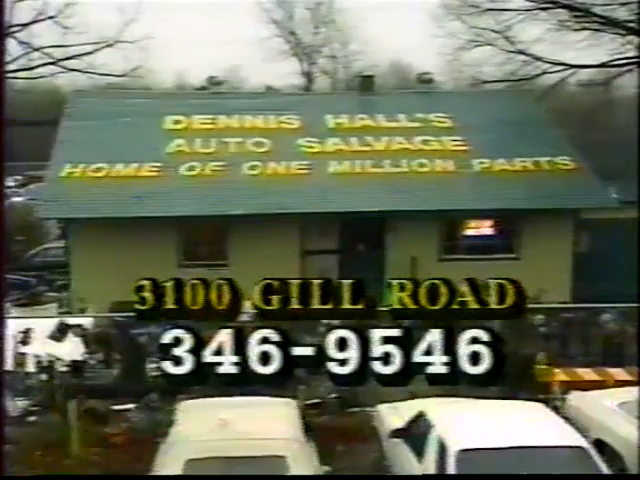 DENNIS HALL'S
AUTO SALVAGE
HOME OF ONE MILLION PARTS
3100 GILL ROAD
346-9546